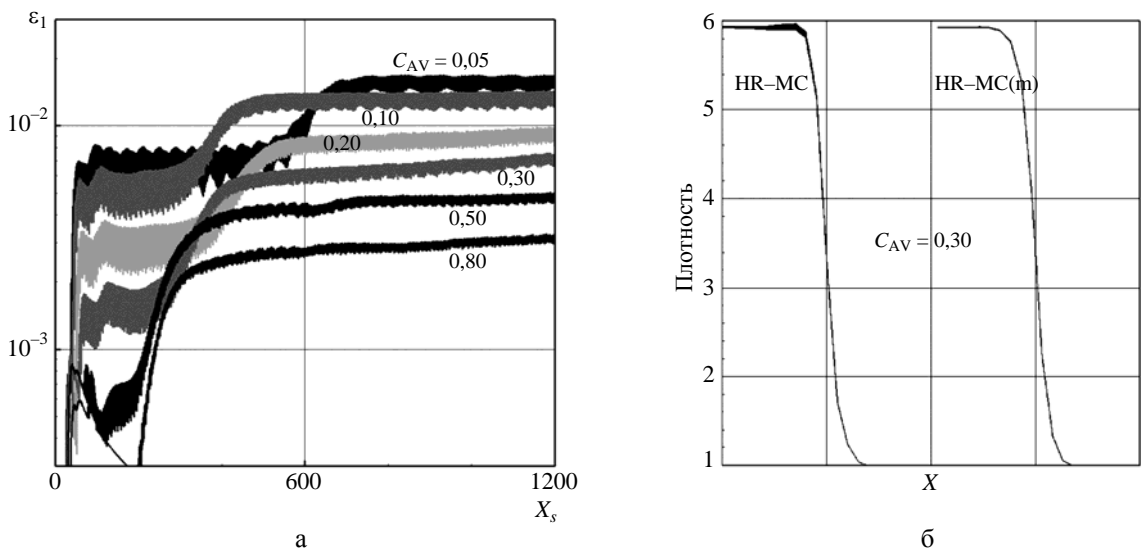 ε₁
C_AV = 0,05
10⁻²
0,10
0,20
0,30
0,50
0,80
10⁻³
0 600 1200
X_s
а
6
HR–MC HR–MC(m)
5
4
C_AV = 0,30
Плотность
3
2
1
X
б